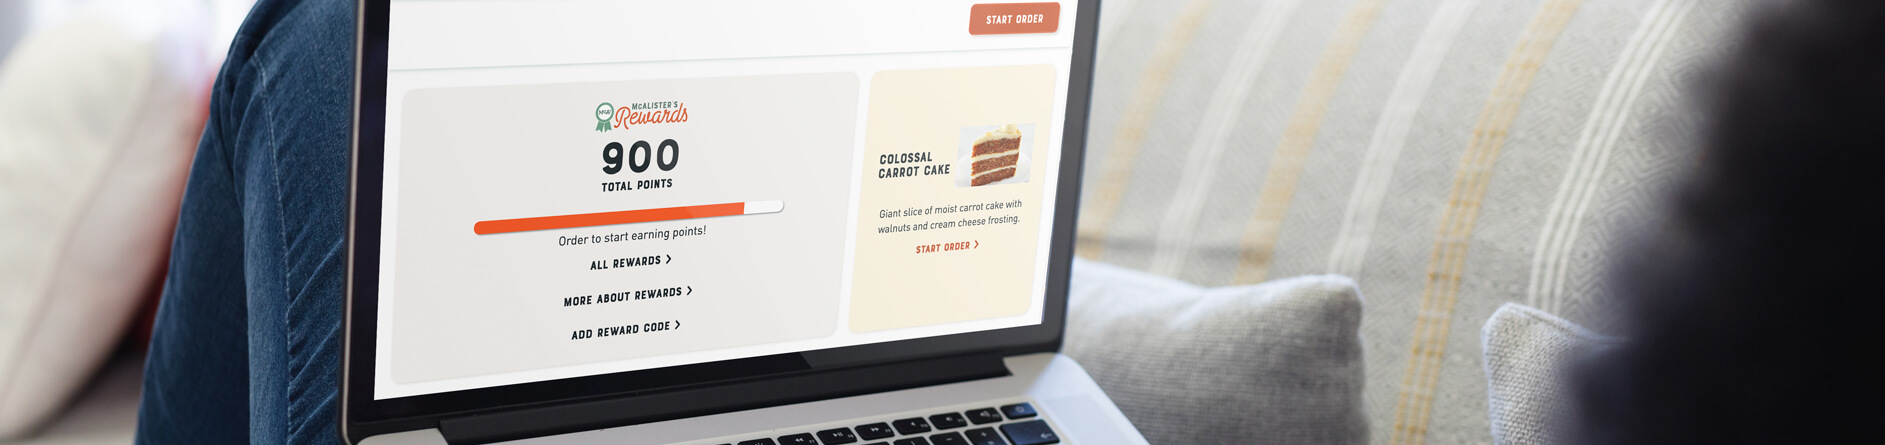 START ORDER
McALISTER'S
Rewards
900
TOTAL POINTS
Order to start earning points!
ALL REWARDS >
MORE ABOUT REWARDS >
ADD REWARD CODE >
COLOSSAL
CARROT CAKE
Giant slice of moist carrot cake with
walnuts and cream cheese frosting.
START ORDER >